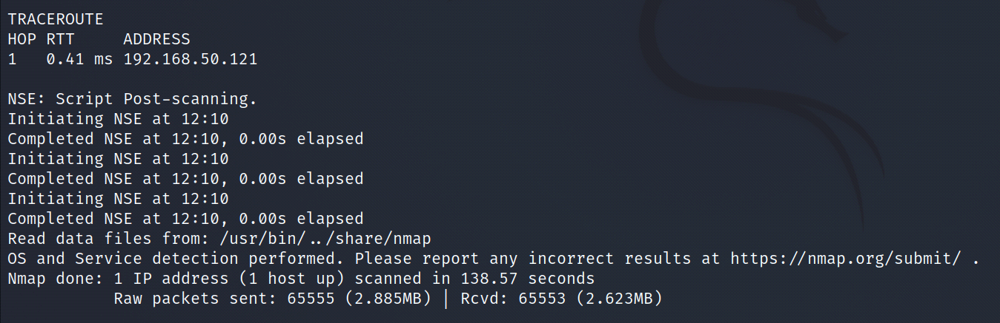 TRACEROUTE
HOP RTT     ADDRESS
1   0.41 ms 192.168.50.121
NSE: Script Post-scanning.
Initiating NSE at 12:10
Completed NSE at 12:10, 0.00s elapsed
Initiating NSE at 12:10
Completed NSE at 12:10, 0.00s elapsed
Initiating NSE at 12:10
Completed NSE at 12:10, 0.00s elapsed
Read data files from: /usr/bin/../share/nmap
OS and Service detection performed. Please report any incorrect results at https://nmap.org/submit/ .
Nmap done: 1 IP address (1 host up) scanned in 138.57 seconds
           Raw packets sent: 65555 (2.885MB) | Rcvd: 65553 (2.623MB)